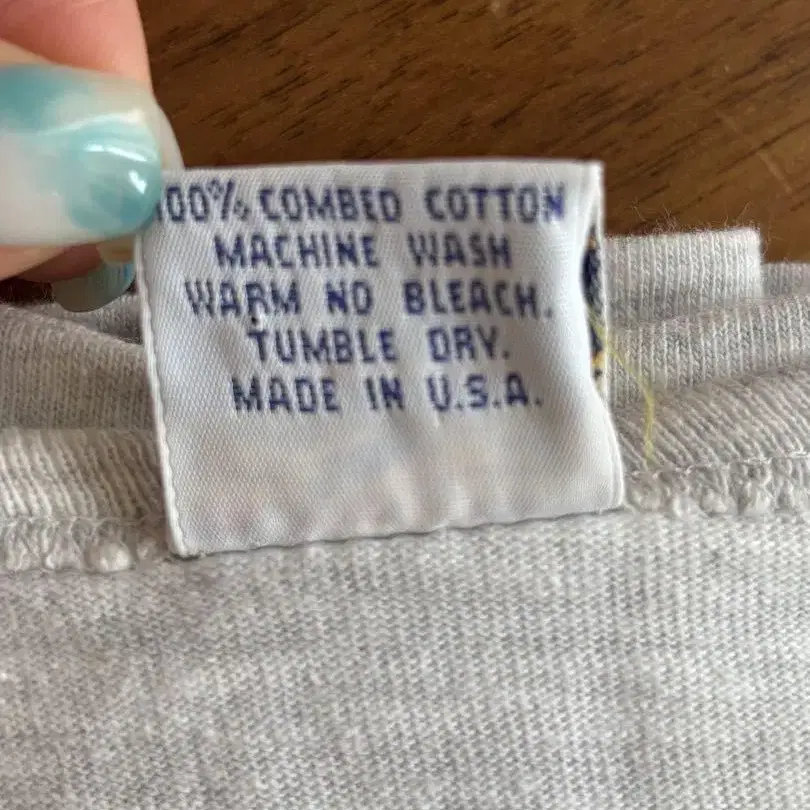 100% COMBED COTTON
MACHINE WASH
WARM NO BLEACH.
TUMBLE DRY.
MADE IN U.S.A.